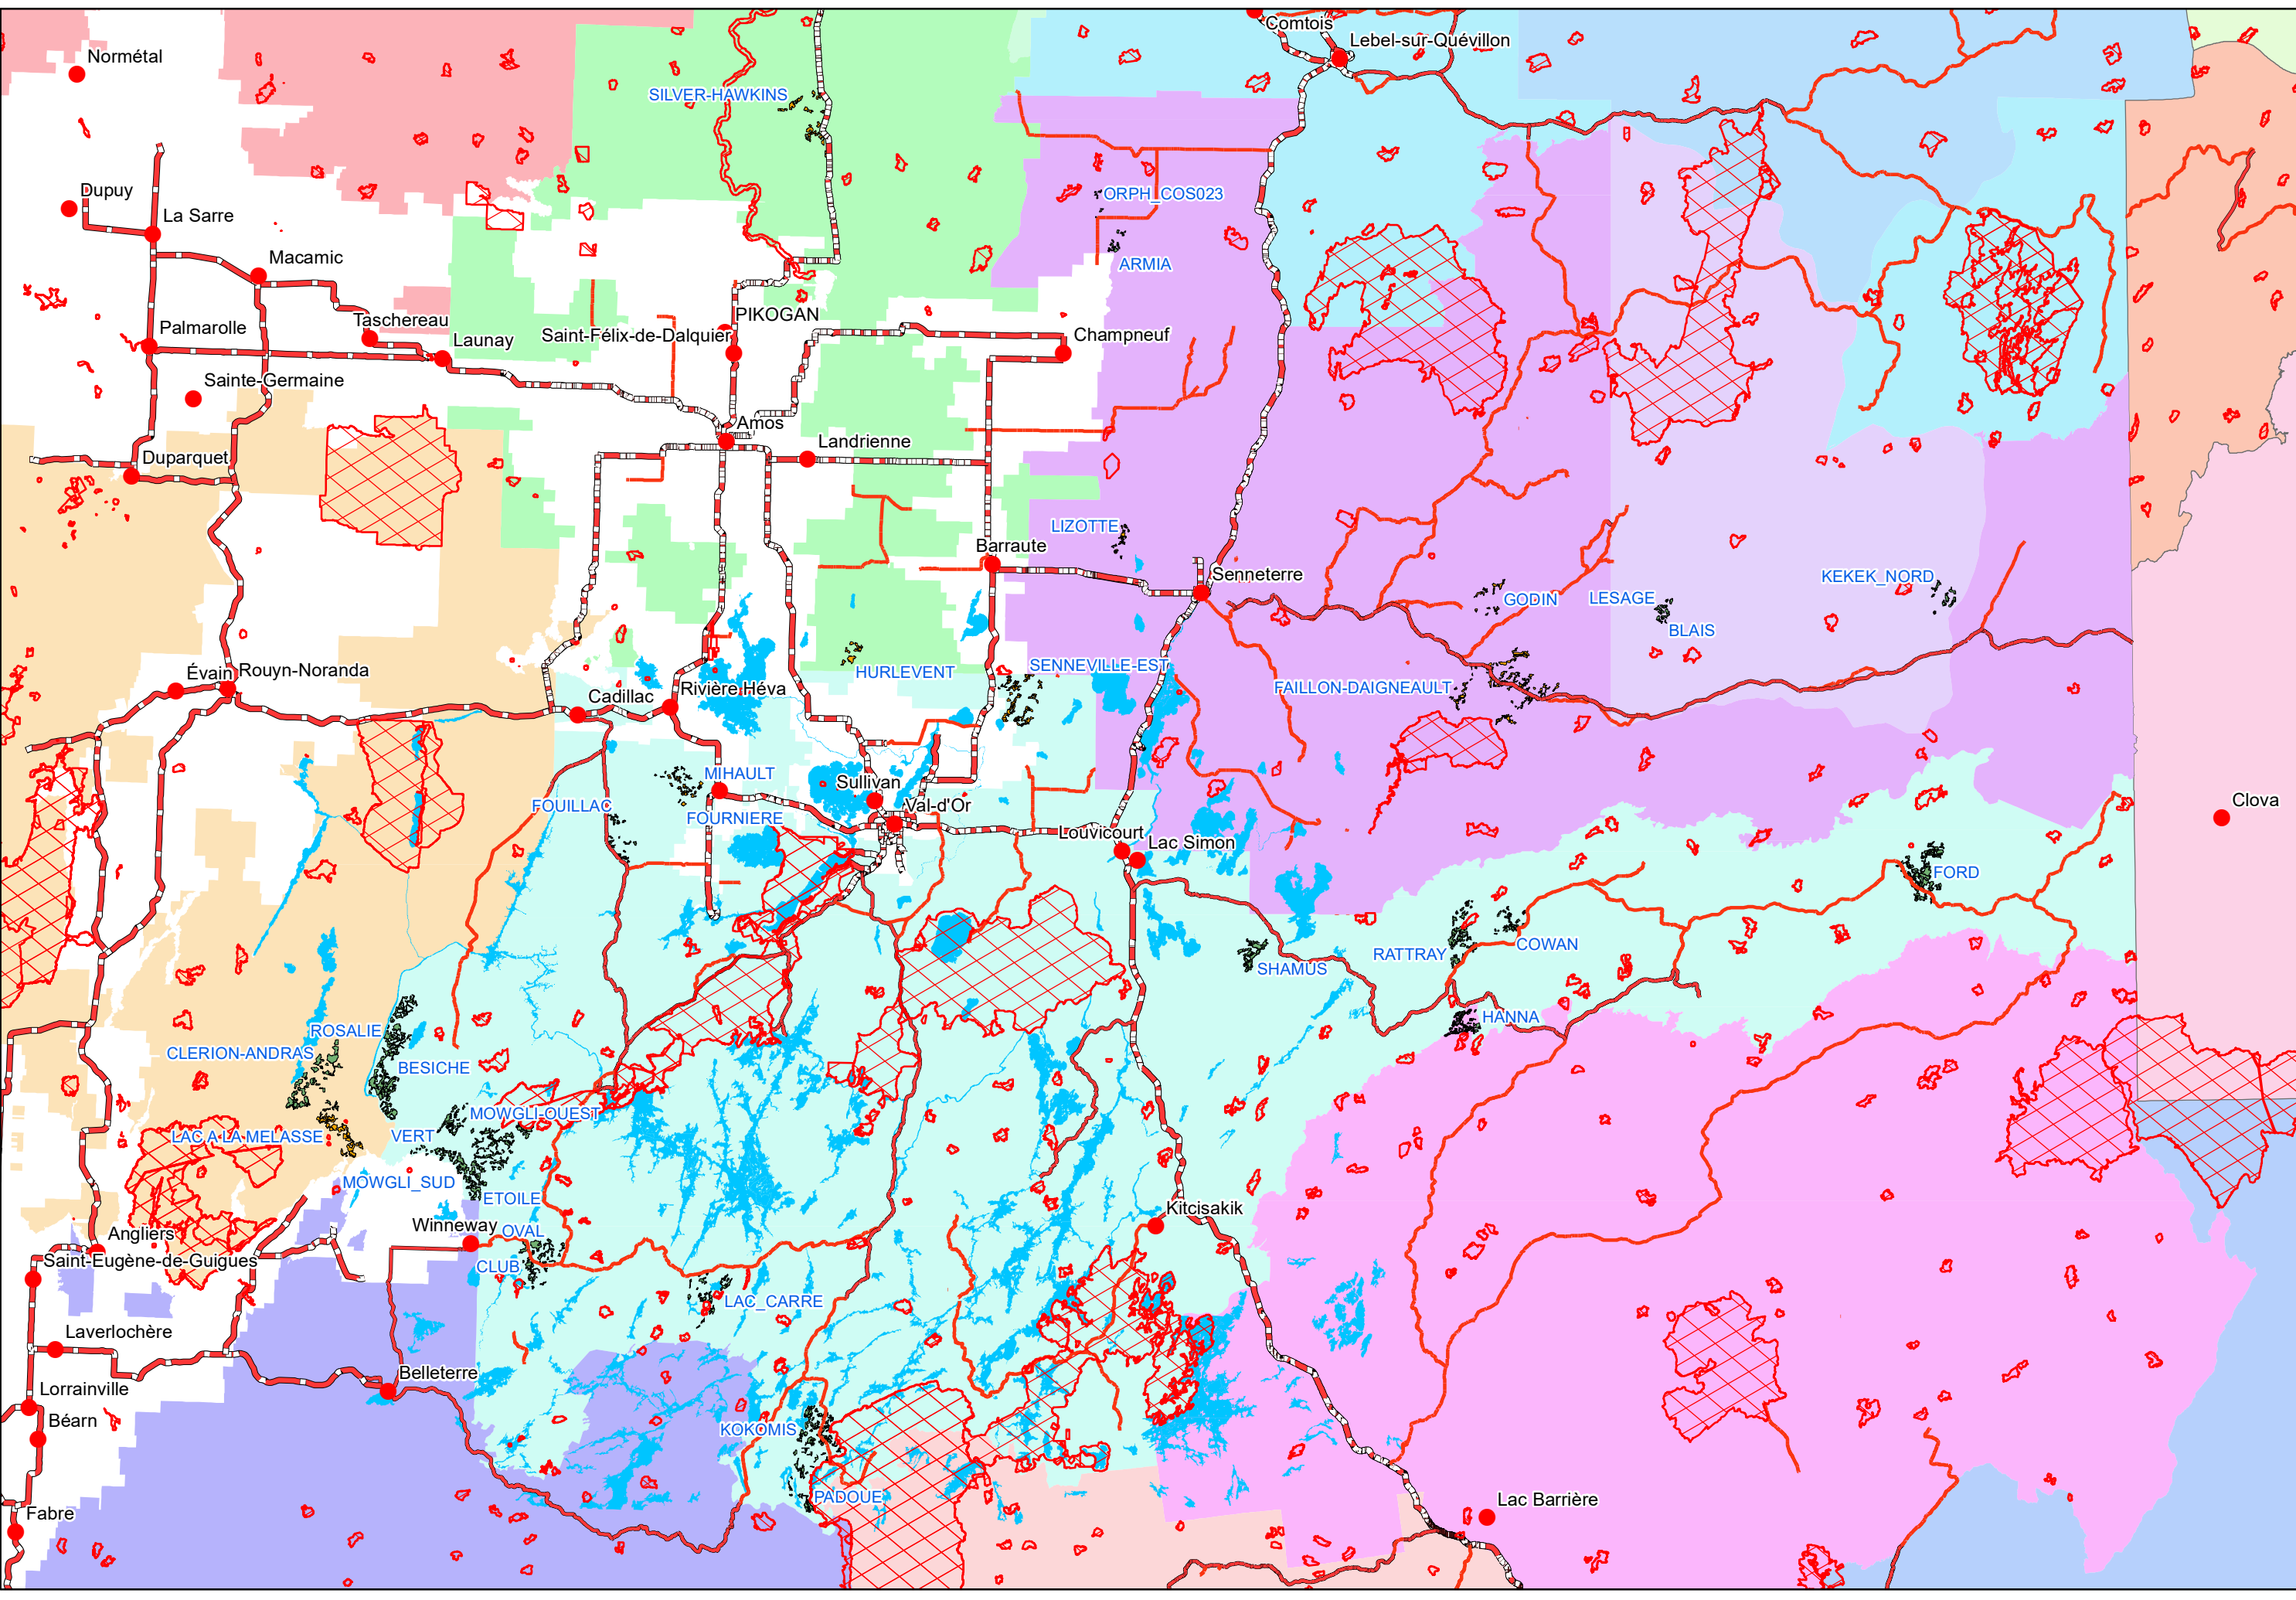 Comtois
Lebel-sur-Quévillon
Normétal
SILVER-HAWKINS
Dupuy
ORPH_COS023
La Sarre
Macamic
ARMIA
PIKOGAN
Taschereau
Palmarolle
Saint-Félix-de-Dalquier
Launay
Champneuf
Sainte-Germaine
Amos
Landrienne
Duparquet
LIZOTTE
Barraute
Senneterre
KEKEK_NORD
GODIN
LESAGE
BLAIS
SENNEVILLE-EST
Évain
Rouyn-Noranda
HURLEVENT
Cadillac
Rivière Héva
FAILLON-DAIGNEAULT
MIHAULT
Sullivan
Clova
FOUILLAC
Val-d'Or
FOURNIERE
Louvicourt
Lac Simon
FORD
COWAN
RATTRAY
SHAMUS
HANNA
ROSALIE
CLERION-ANDRAS
BESICHE
MOWGLI-OUEST
LAC A LA MELASSE
VERT
MOWGLI_SUD
ETOILE
Kitcisakik
Winneway
OVAL
Angliers
Saint-Eugène-de-Guigues
CLUB
LAC_CARRE
Laverlochère
Belleterre
Lorrainville
Béarn
KOKOMIS
PADOUE
Lac Barrière
Fabre